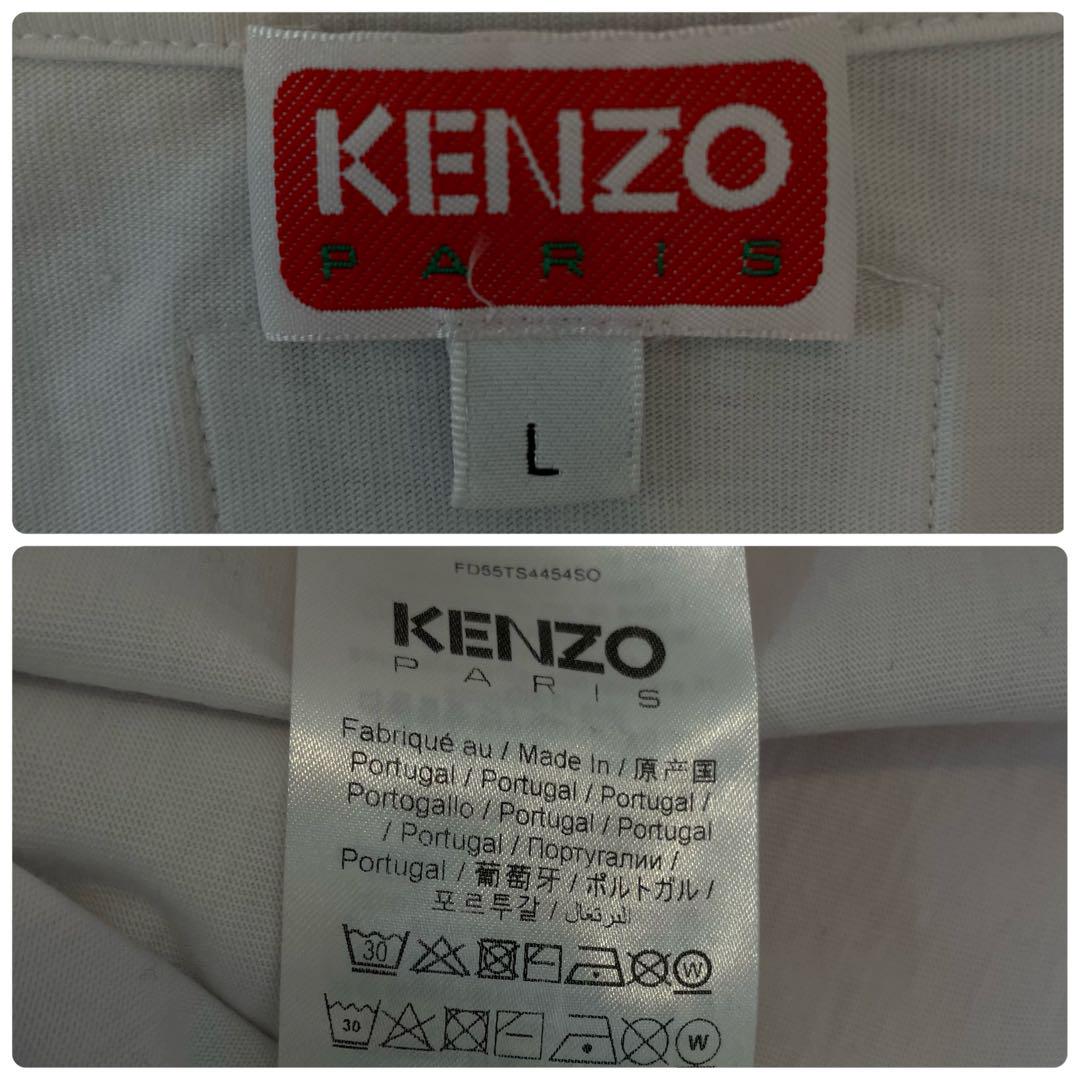 KENZO
PARIS
L
FD55TS4454SO
KENZO
PARIS
Fabriqué au / Made In / 原产国
Portugal / Portugal / Portugal /
Portogallo / Portugal / Portugal
/ Portugal / Португалии /
Portugal / 葡萄牙 / ポルトガル /
포르투갈 / البرتغال
30
W
30
W